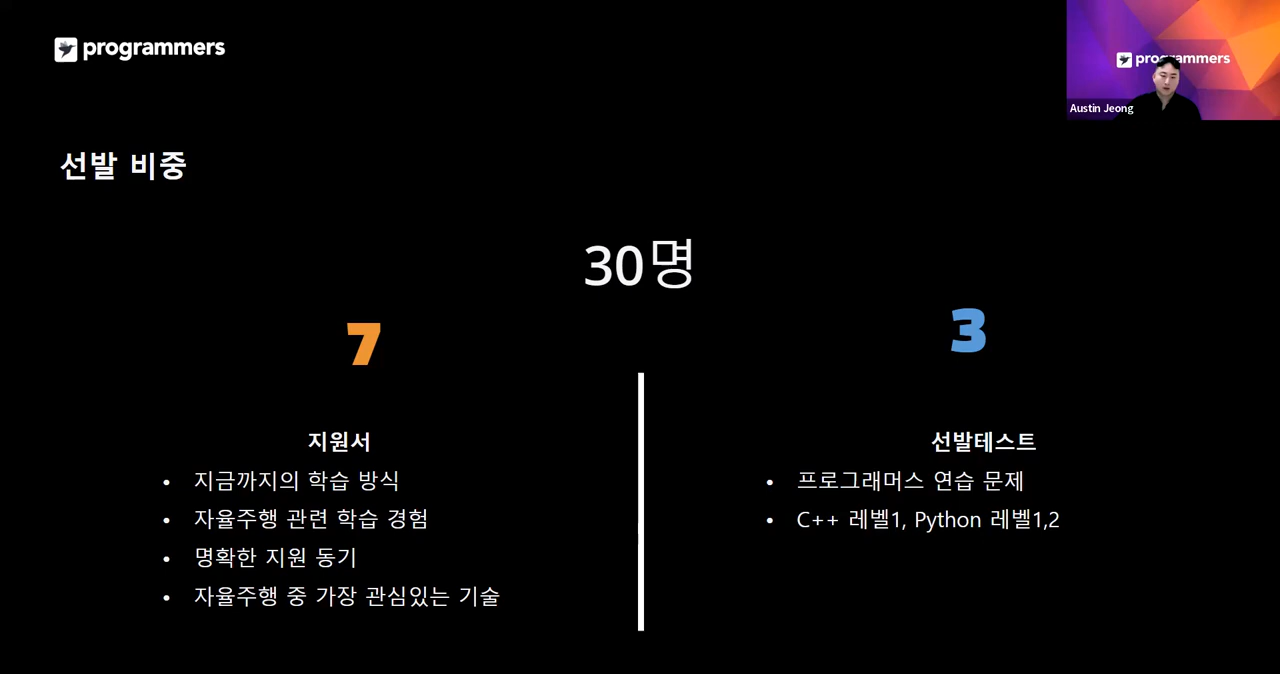 programmers
programmers
Austin Jeong
선발 비중
30명
7
3
지원서
• 지금까지의 학습 방식
• 자율주행 관련 학습 경험
• 명확한 지원 동기
• 자율주행 중 가장 관심있는 기술
선발테스트
• 프로그래머스 연습 문제
• C++ 레벨1, Python 레벨1,2